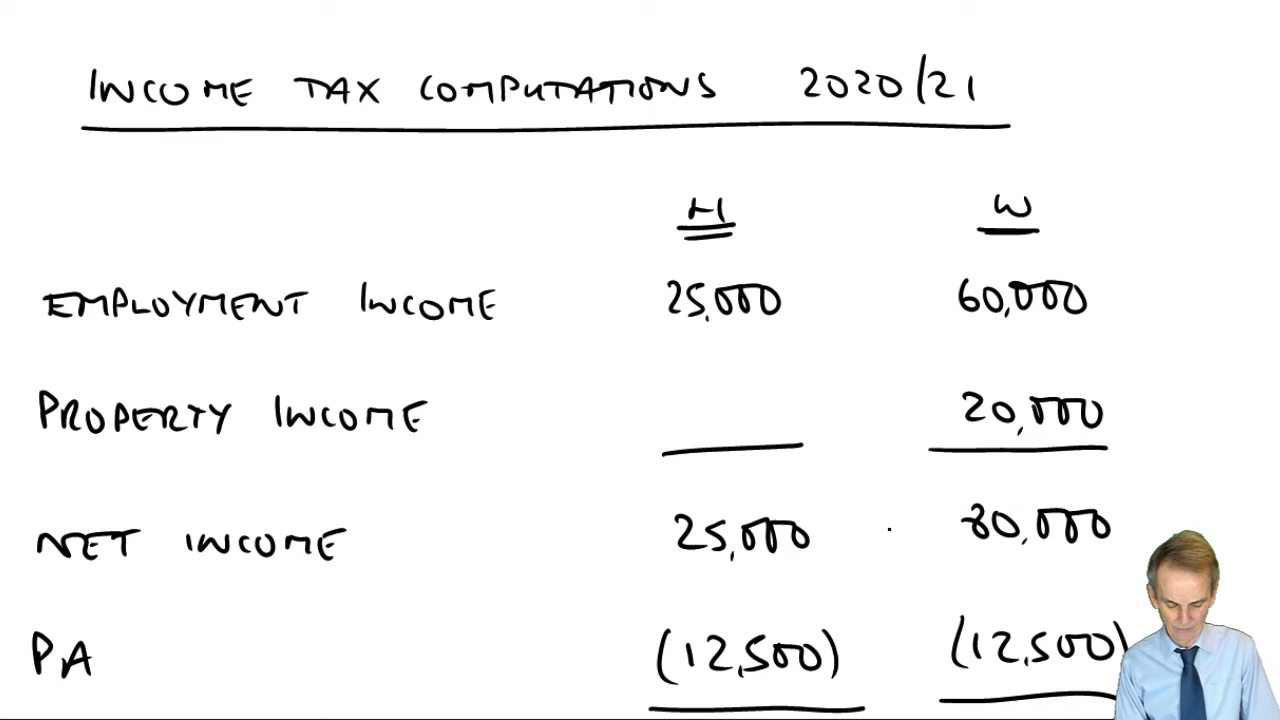 INCOME TAX COMPUTATIONS 2020/21
H W
EMPLOYMENT INCOME 25,000 60,000
PROPERTY INCOME 20,000
NET INCOME 25,000 80,000
PA (12,500) (12,500)